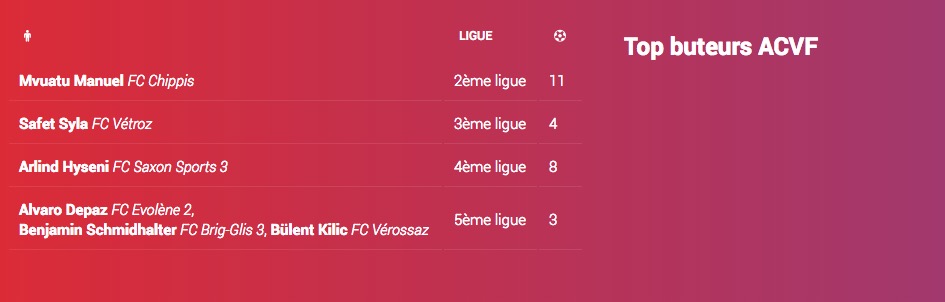 LIGUE
Top buteurs ACVF
Mvuatu Manuel FC Chippis 2ème ligue 11
Safet Syla FC Vétroz 3ème ligue 4
Arlind Hyseni FC Saxon Sports 3 4ème ligue 8
Alvaro Depaz FC Evolène 2,
Benjamin Schmidhalter FC Brig-Glis 3, Bülent Kilic FC Vérossaz 5ème ligue 3